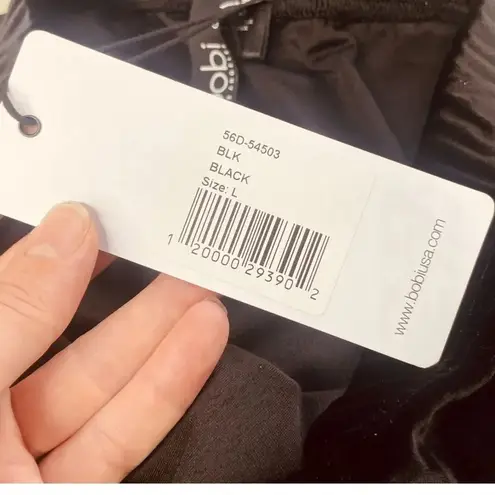 bobi
56D-54503
BLK
BLACK
Size: L
1 20000 29390 2
www.bobiusa.com